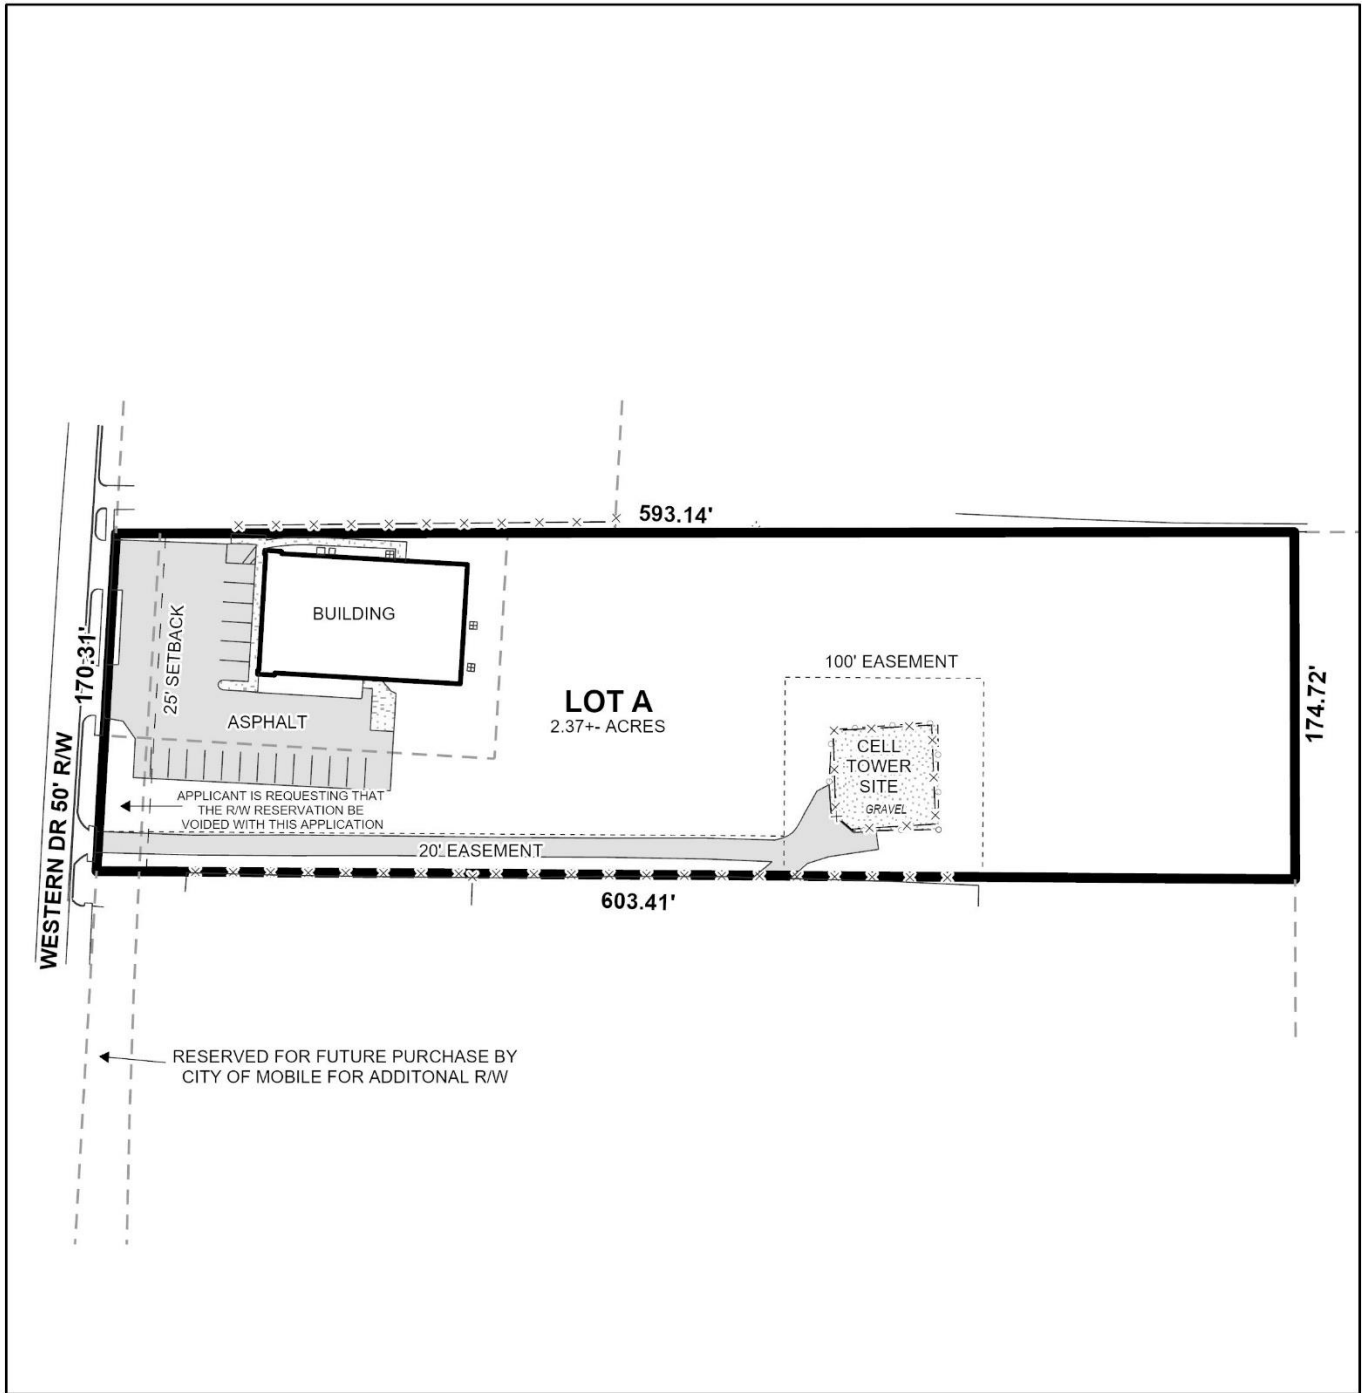 593.14'
BUILDING
25' SETBACK
170.31'
100' EASEMENT
LOT A
2.37+- ACRES
174.72'
ASPHALT
CELL
TOWER
SITE
GRAVEL
WESTERN DR 50' R/W
APPLICANT IS REQUESTING THAT
THE R/W RESERVATION BE
VOIDED WITH THIS APPLICATION
20' EASEMENT
603.41'
RESERVED FOR FUTURE PURCHASE BY
CITY OF MOBILE FOR ADDITONAL R/W